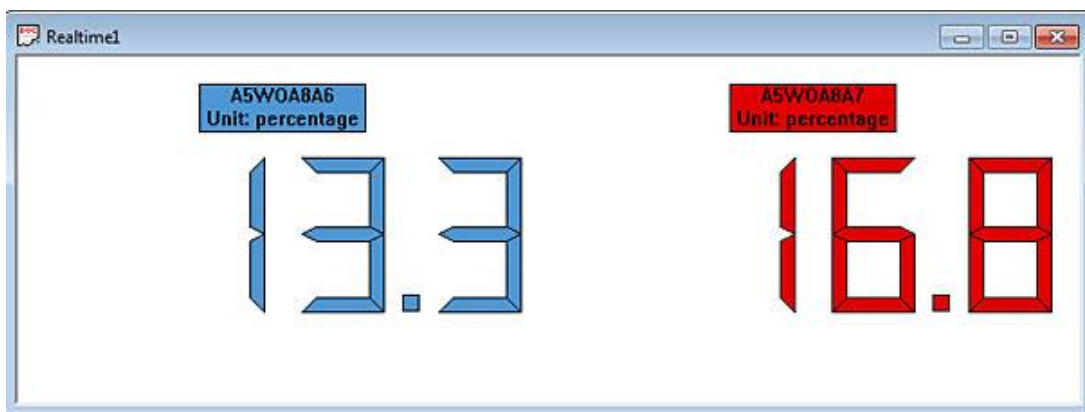 Realtime1
A5W0A8A6
Unit: percentage
13.3
A5W0A8A7
Unit: percentage
16.8